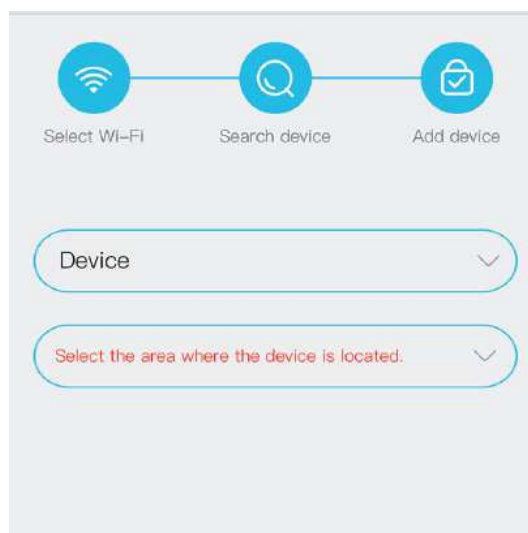 Select Wi-Fi
Search device
Add device
Device
Select the area where the device is located.